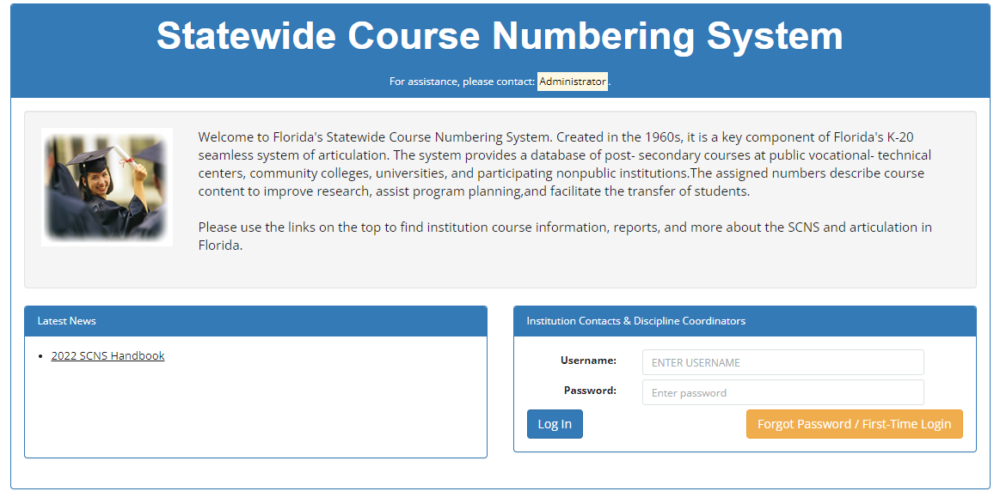 Statewide Course Numbering System
For assistance, please contact: Administrator.
Welcome to Florida's Statewide Course Numbering System. Created in the 1960s, it is a key component of Florida's K-20
seamless system of articulation. The system provides a database of post- secondary courses at public vocational- technical
centers, community colleges, universities, and participating nonpublic institutions.The assigned numbers describe course
content to improve research, assist program planning,and facilitate the transfer of students.
Please use the links on the top to find institution course information, reports, and more about the SCNS and articulation in
Florida.
Latest News
• 2022 SCNS Handbook
Institution Contacts & Discipline Coordinators
Username: ENTER USERNAME
Password: Enter password
Log In Forgot Password / First-Time Login